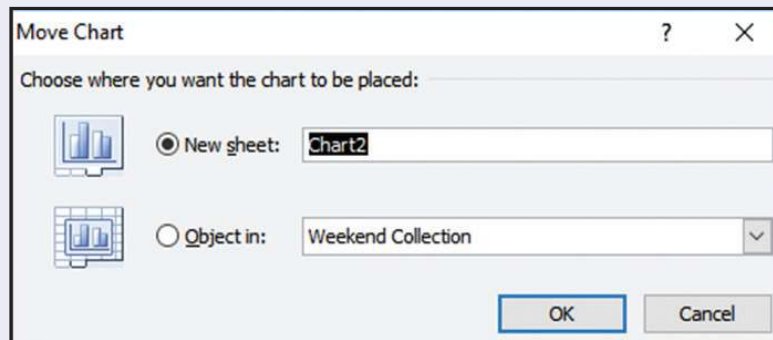 Move Chart ? X
Choose where you want the chart to be placed:
New sheet: Chart2
Object in: Weekend Collection
OK Cancel